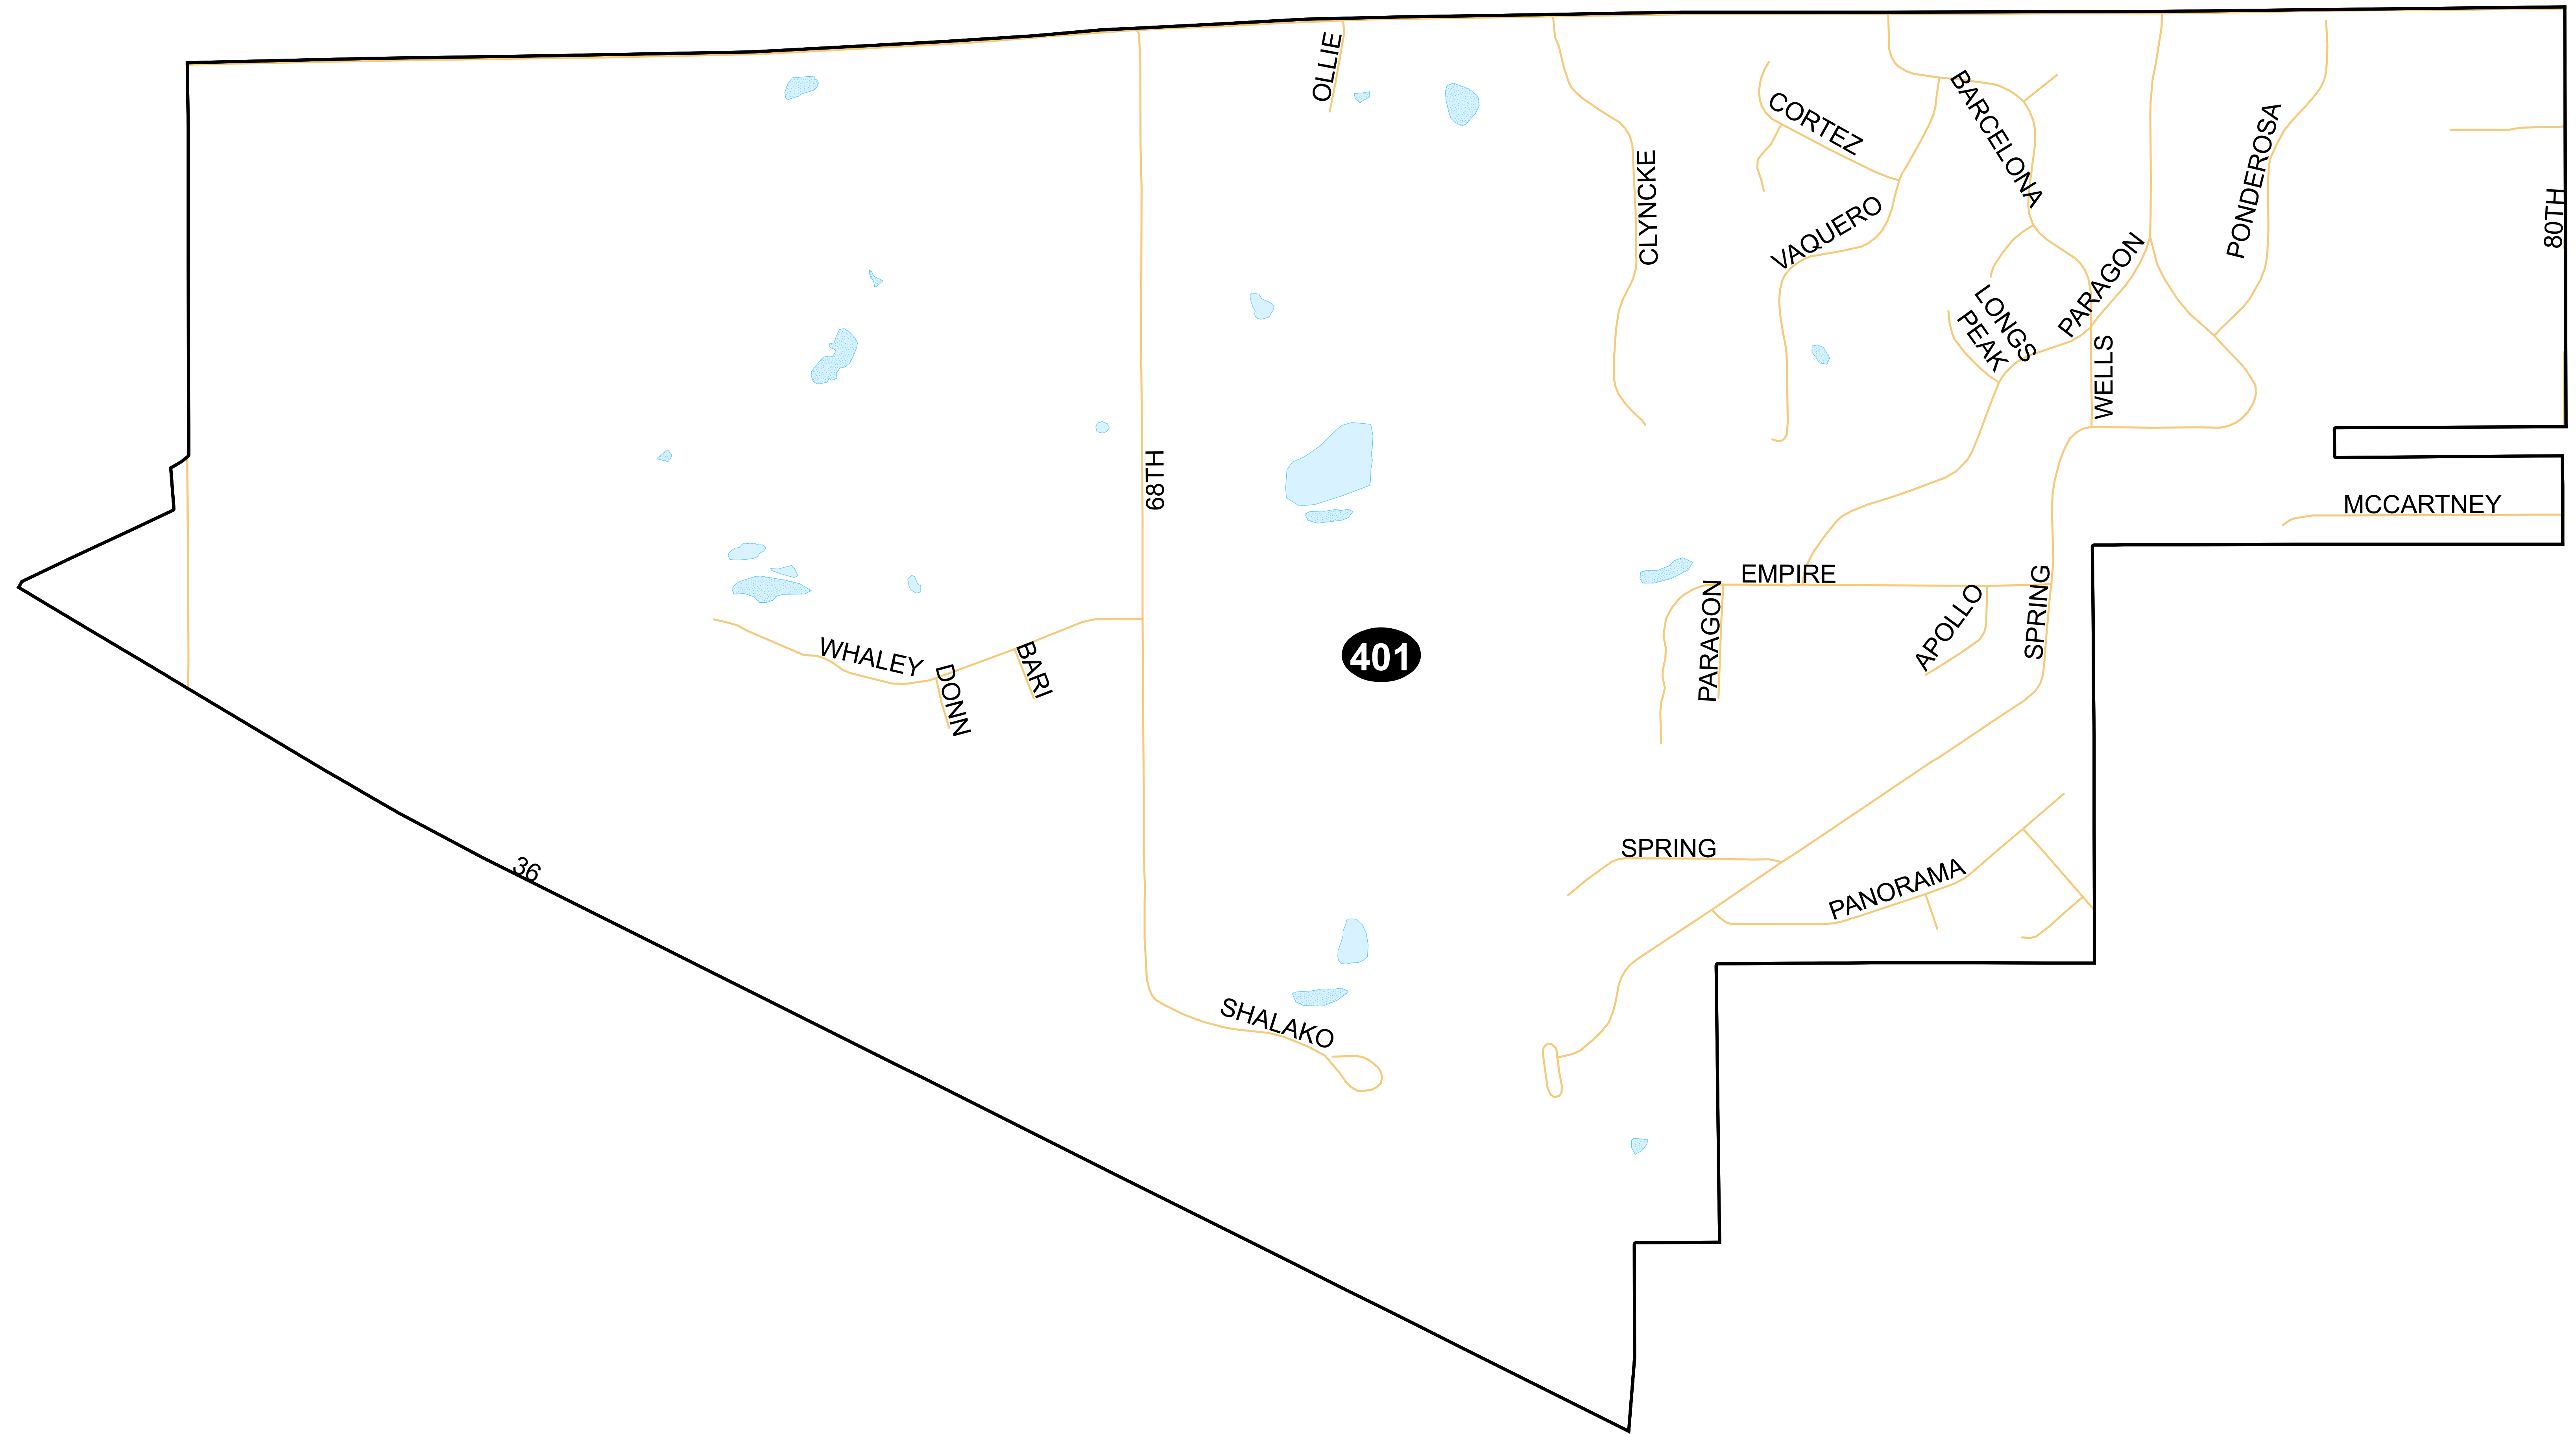 OLLIE
CORTEZ
BARCELONA
CLYNCKE
PONDEROSA
80TH
VAQUERO
PARAGON
LONGS
PEAK
WELLS
68TH
MCCARTNEY
EMPIRE
PARAGON
APOLLO
SPRING
WHALEY
DONN
BARI
401
SPRING
36
PANORAMA
SHALAKO